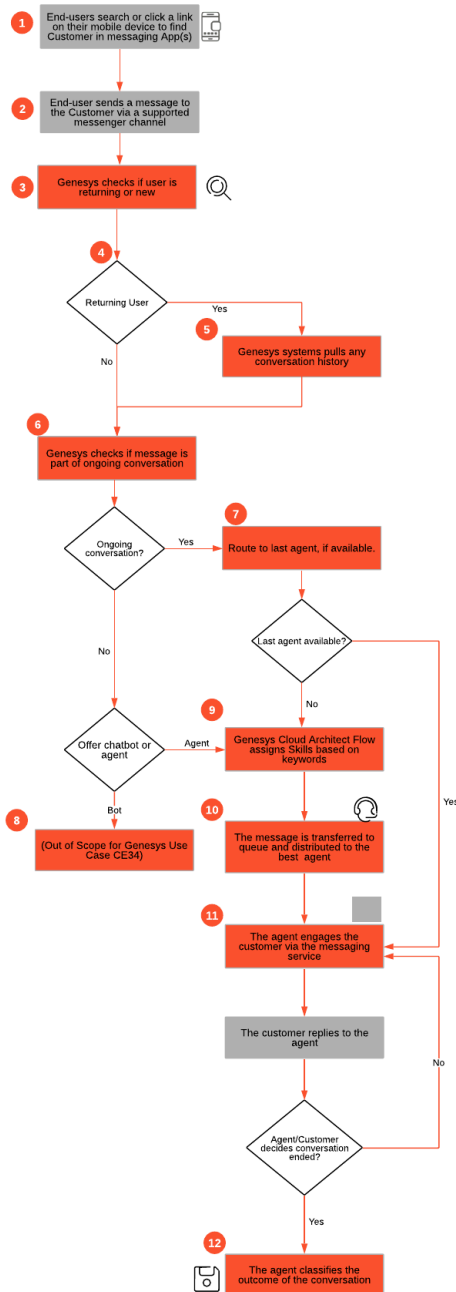 1
End-users search or click a link
on their mobile device to find
Customer in messaging App(s)
2
End-user sends a message to
the Customer via a supported
messenger channel
3
Genesys checks if user is
returning or new
4
Returning User
Yes
No
5
Genesys systems pulls any
conversation history
6
Genesys checks if message is
part of ongoing conversation
Ongoing
conversation?
Yes
No
7
Route to last agent, if available.
Last agent available?
No
Yes
Offer chatbot or
agent
Agent
Bot
8
(Out of Scope for Genesys Use
Case CE34)
9
Genesys Cloud Architect Flow
assigns Skills based on
keywords
10
The message is transferred to
queue and distributed to the
best agent
11
The agent engages the
customer via the messaging
service
The customer replies to the
agent
Agent/Customer
decides conversation
ended?
No
Yes
12
The agent classifies the
outcome of the conversation